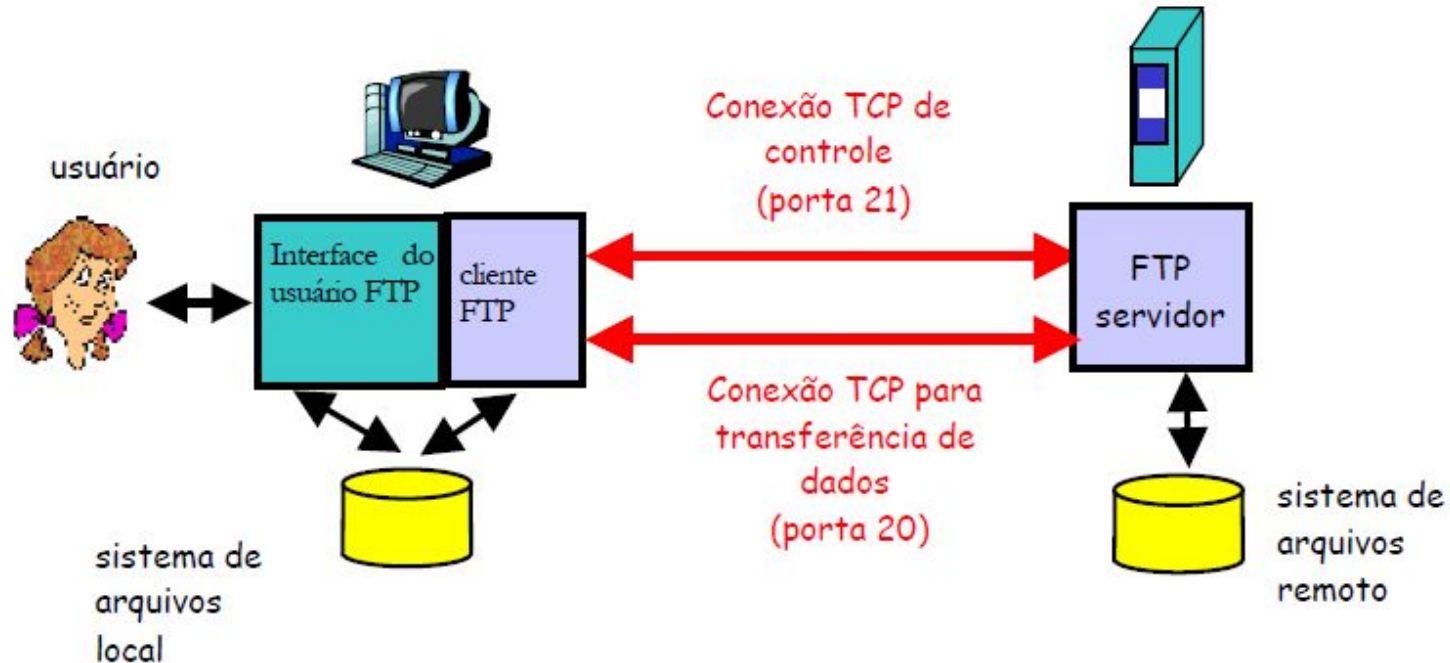 usuário
Interface do
usuário FTP
cliente
FTP
sistema de
arquivos
local
Conexão TCP de
controle
(porta 21)
Conexão TCP para
transferência de
dados
(porta 20)
FTP
servidor
sistema de
arquivos
remoto